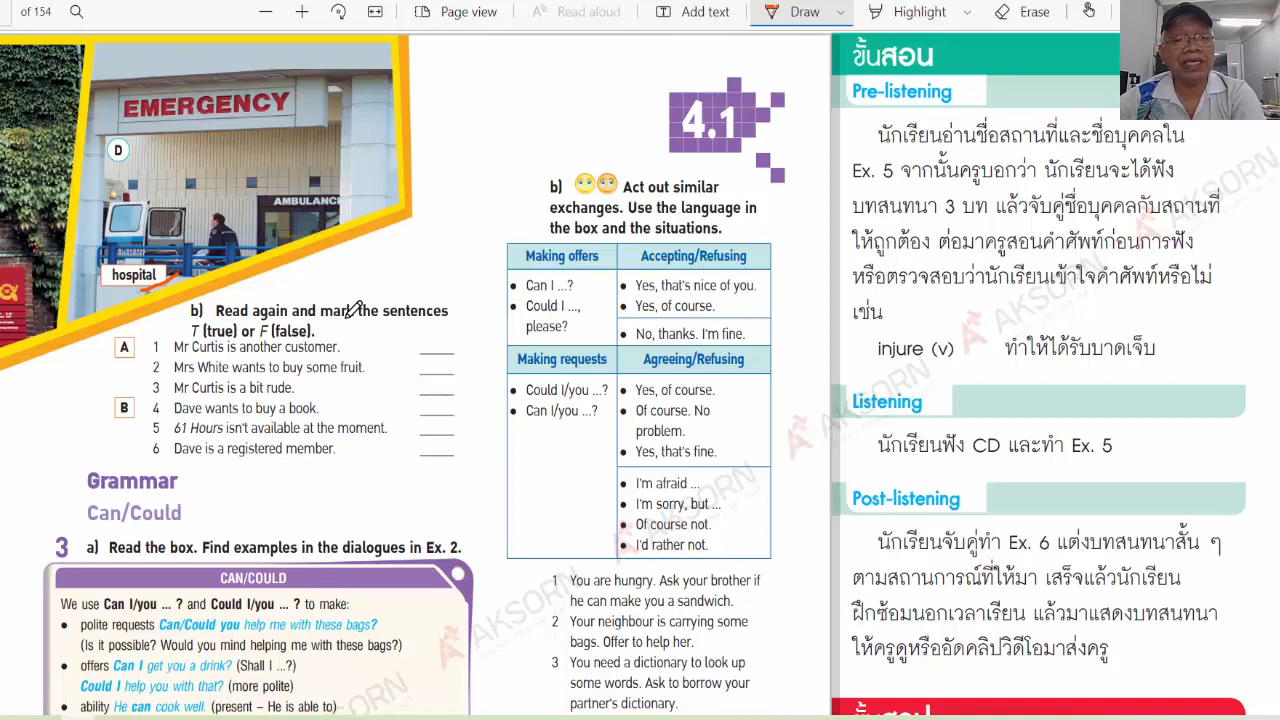 of 154
Page view
Read aloud
Add text
Draw
Highlight
Erase
EMERGENCY
D
AMBULANCE
hospital
b) Read again and mark the sentences
T (true) or F (false).
A 1 Mr Curtis is another customer.
2 Mrs White wants to buy some fruit.
3 Mr Curtis is a bit rude.
B 4 Dave wants to buy a book.
5 61 Hours isn't available at the moment.
6 Dave is a registered member.
Grammar
Can/Could
3 a) Read the box. Find examples in the dialogues in Ex. 2.
CAN/COULD
We use Can I/you ... ? and Could I/you ... ? to make:
• polite requests Can/Could you help me with these bags?
(Is it possible? Would you mind helping me with these bags?)
• offers Can I get you a drink? (Shall I ...?)
Could I help you with that? (more polite)
• ability He can cook well. (present – He is able to)
4.1
b) Act out similar
exchanges. Use the language in
the box and the situations.
Making offers
Accepting/Refusing
• Can I ...?
• Could I ...,
please?
• Yes, that's nice of you.
• Yes, of course.
• No, thanks. I'm fine.
Making requests
Agreeing/Refusing
• Could I/you ...?
• Can I/you ...?
• Yes, of course.
• Of course. No
problem.
• Yes, that's fine.
• I'm afraid ...
• I'm sorry, but ...
• Of course not.
• I'd rather not.
1 You are hungry. Ask your brother if
he can make you a sandwich.
2 Your neighbour is carrying some
bags. Offer to help her.
3 You need a dictionary to look up
some words. Ask to borrow your
partner's dictionary.
ขั้นสอน
Pre-listening
นักเรียนอ่านชื่อสถานที่และชื่อบุคคลใน
Ex. 5 จากนั้นครูบอกว่า นักเรียนจะได้ฟัง
บทสนทนา 3 บท แล้วจับคู่ชื่อบุคคลกับสถานที่
ให้ถูกต้อง ต่อมาครูสอนคำศัพท์ก่อนการฟัง
หรือตรวจสอบว่านักเรียนเข้าใจคำศัพท์หรือไม่
เช่น
injure (v) ทำให้ได้รับบาดเจ็บ
Listening
นักเรียนฟัง CD และทำ Ex. 5
Post-listening
นักเรียนจับคู่ทำ Ex. 6 แต่งบทสนทนาสั้น ๆ
ตามสถานการณ์ที่ให้มา เสร็จแล้วนักเรียน
ฝึกซ้อมนอกเวลาเรียน แล้วมาแสดงบทสนทนา
ให้ครูดูหรืออัดคลิปวิดีโอมาส่งครู
AKSORN
AKSORN
AKSORN
AKSORN
AKSORN